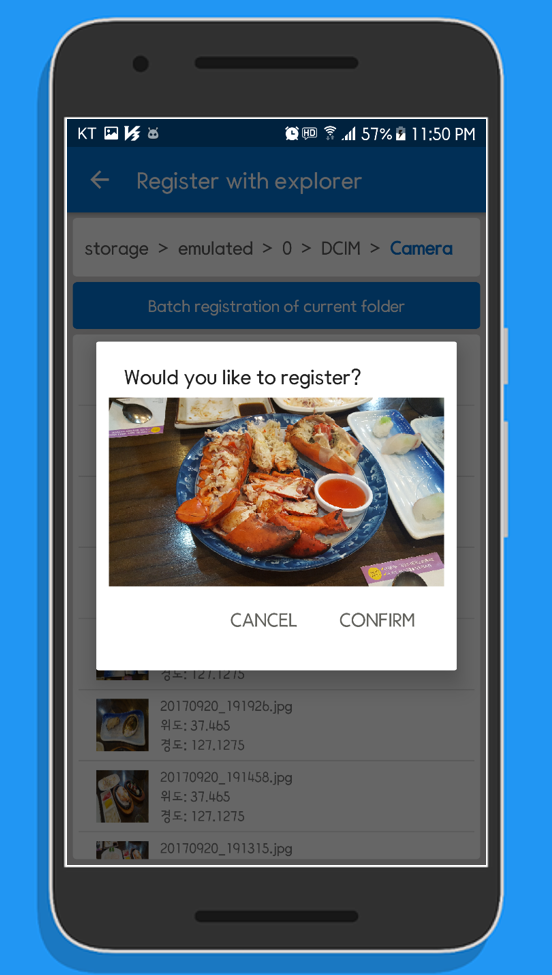 KT HD 57% 11:50 PM
Register with explorer
storage > emulated > 0 > DCIM > Camera
Batch registration of current folder
Would you like to register?
CANCEL CONFIRM
경도: 127.1275
20170920_191926.jpg
위도: 37.465
경도: 127.1275
20170920_191458.jpg
위도: 37.465
경도: 127.1275
20170920_191315.jpg